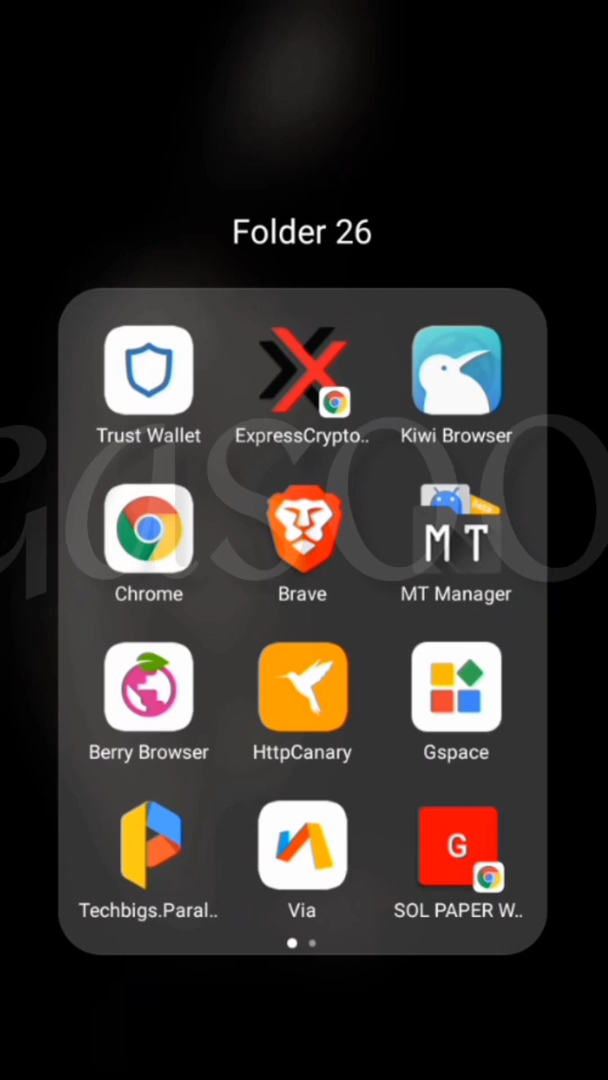 Folder 26
Trust Wallet
ExpressCrypto..
Kiwi Browser
Chrome
Brave
MT
MT Manager
Berry Browser
HttpCanary
Gspace
G
Techbigs.Paral..
Via
SOL PAPER W..